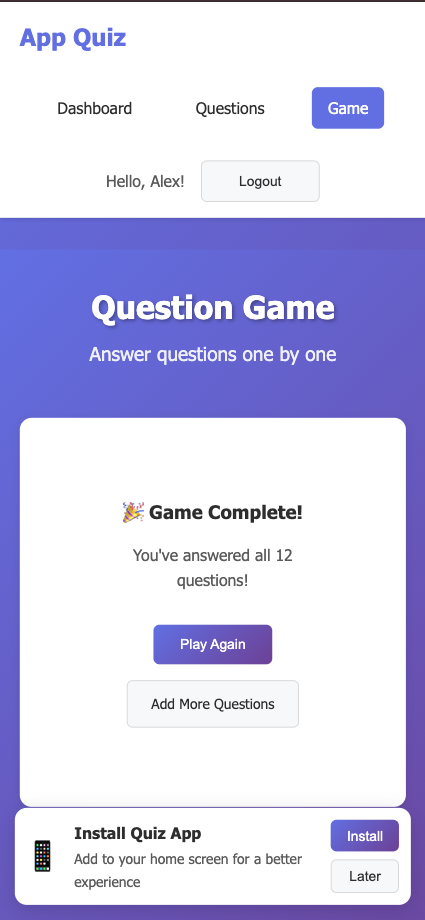 App Quiz
Dashboard
Questions
Game
Hello, Alex!
Logout
Question Game
Answer questions one by one
🎉 Game Complete!
You've answered all 12
questions!
Play Again
Add More Questions
Install Quiz App
Add to your home screen for a better
experience
Install
Later